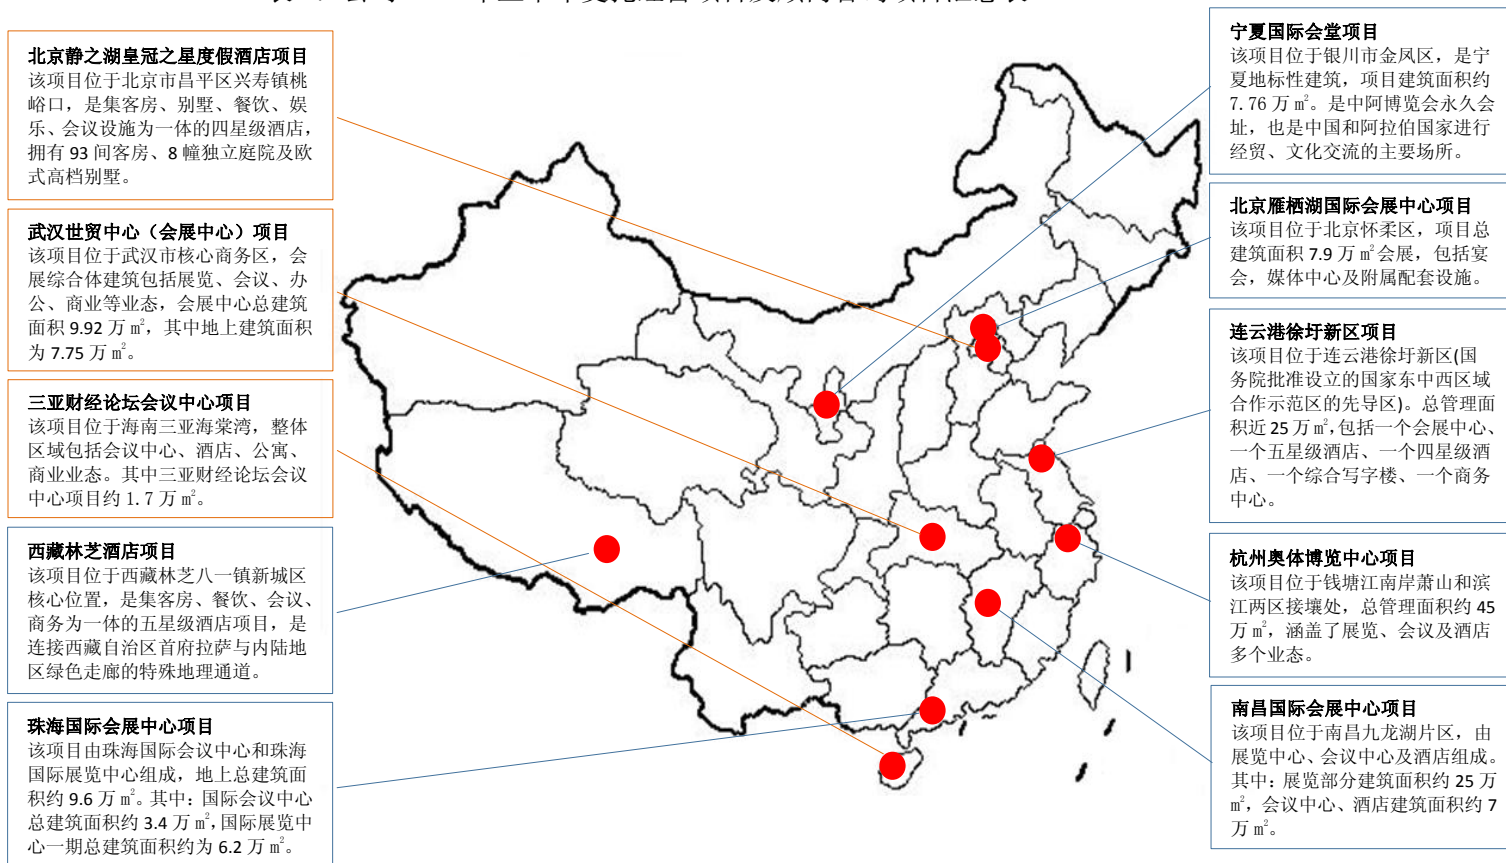 北京静之湖皇冠之星度假酒店项目
该项目位于北京市昌平区兴寿镇桃
峪口，是集客房、别墅、餐饮、娱
乐、会议设施为一体的四星级酒店，
拥有 93 间客房、8 幢独立庭院及欧
式高档别墅。
武汉世贸中心（会展中心）项目
该项目位于武汉市核心商务区，会
展综合体建筑包括展览、会议、办
公、商业等业态，会展中心总建筑
面积 9.92 万㎡，其中地上建筑面积
为 7.75 万㎡。
三亚财经论坛会议中心项目
该项目位于海南三亚海棠湾，整体
区域包括会议中心、酒店、公寓、
商业业态。其中三亚财经论坛会议
中心项目约 1.7 万㎡。
西藏林芝酒店项目
该项目位于西藏林芝八一镇新城区
核心位置，是集客房、餐饮、会议、
商务为一体的五星级酒店项目，是
连接西藏自治区首府拉萨与内陆地
区绿色走廊的特殊地理通道。
珠海国际会展中心项目
该项目由珠海国际会议中心和珠海
国际展览中心组成，地上总建筑面
积约 9.6 万㎡。其中：国际会议中心
总建筑面积约 3.4 万㎡，国际展览中
心一期总建筑面积约为 6.2 万㎡。
宁夏国际会堂项目
该项目位于银川市金凤区，是宁
夏地标性建筑，项目建筑面积约
7.76 万㎡。是中阿博览会永久会
址，也是中国和阿拉伯国家进行
经贸、文化交流的主要场所。
北京雁栖湖国际会展中心项目
该项目位于北京怀柔区，项目总
建筑面积 7.9 万㎡会展，包括宴
会，媒体中心及附属配套设施。
连云港徐圩新区项目
该项目位于连云港徐圩新区(国
务院批准设立的国家东中西区域
合作示范区的先导区)。总管理面
积近 25 万㎡,包括一个会展中心、
一个五星级酒店、一个四星级酒
店、一个综合写字楼、一个商务
中心。
杭州奥体博览中心项目
该项目位于钱塘江南岸萧山和滨
江两区接壤处，总管理面积约 45
万㎡，涵盖了展览、会议及酒店
多个业态。
南昌国际会展中心项目
该项目位于南昌九龙湖片区，由
展览中心、会议中心及酒店组成。
其中：展览部分建筑面积约 25 万
㎡，会议中心、酒店建筑面积约 7
万㎡。